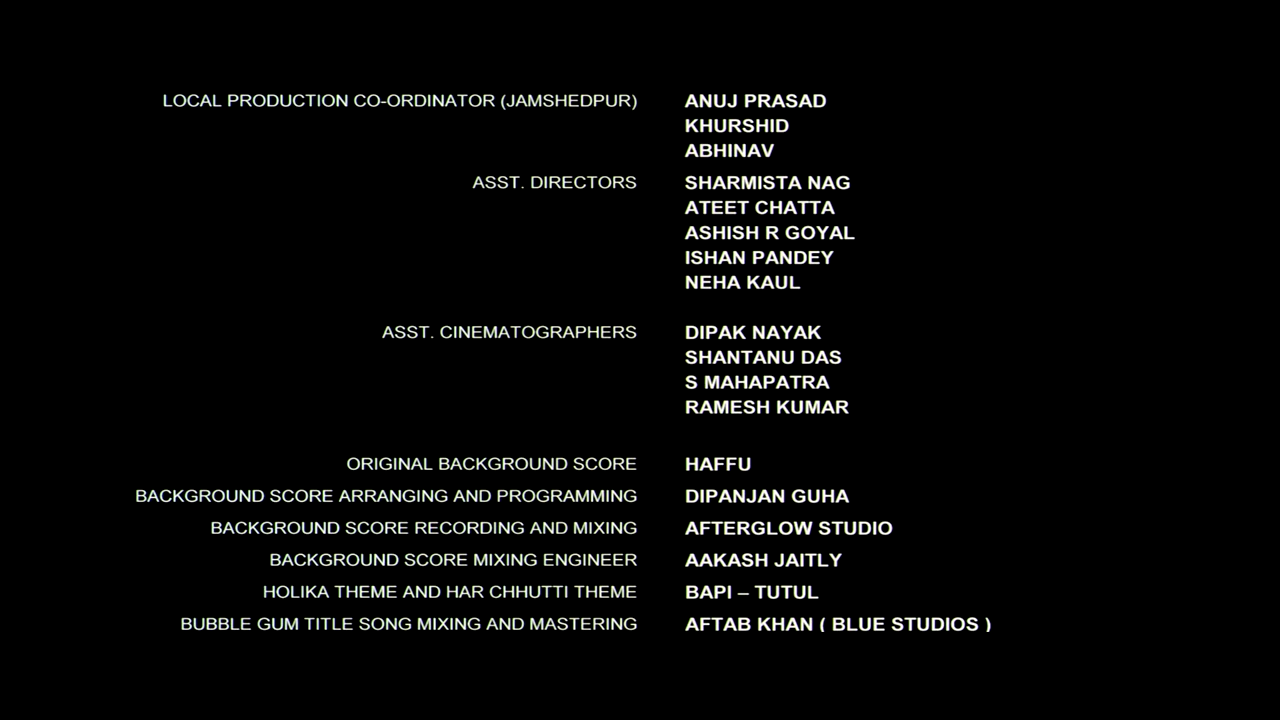 LOCAL PRODUCTION CO-ORDINATOR (JAMSHEDPUR) ANUJ PRASAD
KHURSHID
ABHINAV
ASST. DIRECTORS SHARMISTA NAG
ATEET CHATTA
ASHISH R GOYAL
ISHAN PANDEY
NEHA KAUL
ASST. CINEMATOGRAPHERS DIPAK NAYAK
SHANTANU DAS
S MAHAPATRA
RAMESH KUMAR
ORIGINAL BACKGROUND SCORE HAFFU
BACKGROUND SCORE ARRANGING AND PROGRAMMING DIPANJAN GUHA
BACKGROUND SCORE RECORDING AND MIXING AFTERGLOW STUDIO
BACKGROUND SCORE MIXING ENGINEER AAKASH JAITLY
HOLIKA THEME AND HAR CHHUTTI THEME BAPI – TUTUL
BUBBLE GUM TITLE SONG MIXING AND MASTERING AFTAB KHAN ( BLUE STUDIOS )